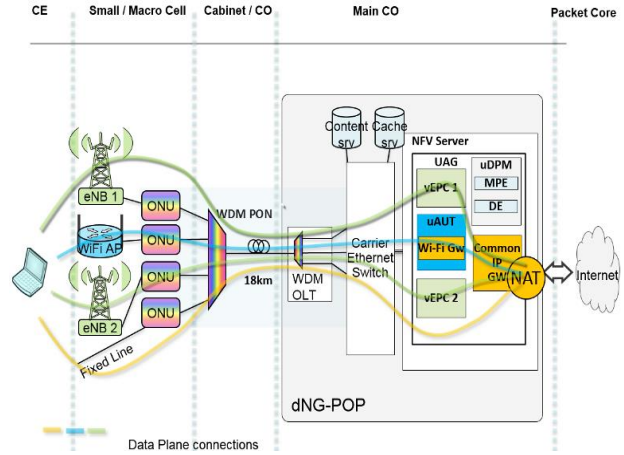 CE
Small / Macro Cell
Cabinet / CO
Main CO
Packet Core
Content
srv
Cache
srv
NFV Server
UAG
uDPM
vEPC 1
MPE
DE
eNB 1
ONU
WDM PON
uAUT
WiFi AP
ONU
Wi-Fi Gw
Carrier
Ethernet
Switch
Common
IP
GW
NAT
Internet
ONU
18km
WDM
OLT
vEPC 2
eNB 2
ONU
Fixed Line
dNG-POP
Data Plane connections